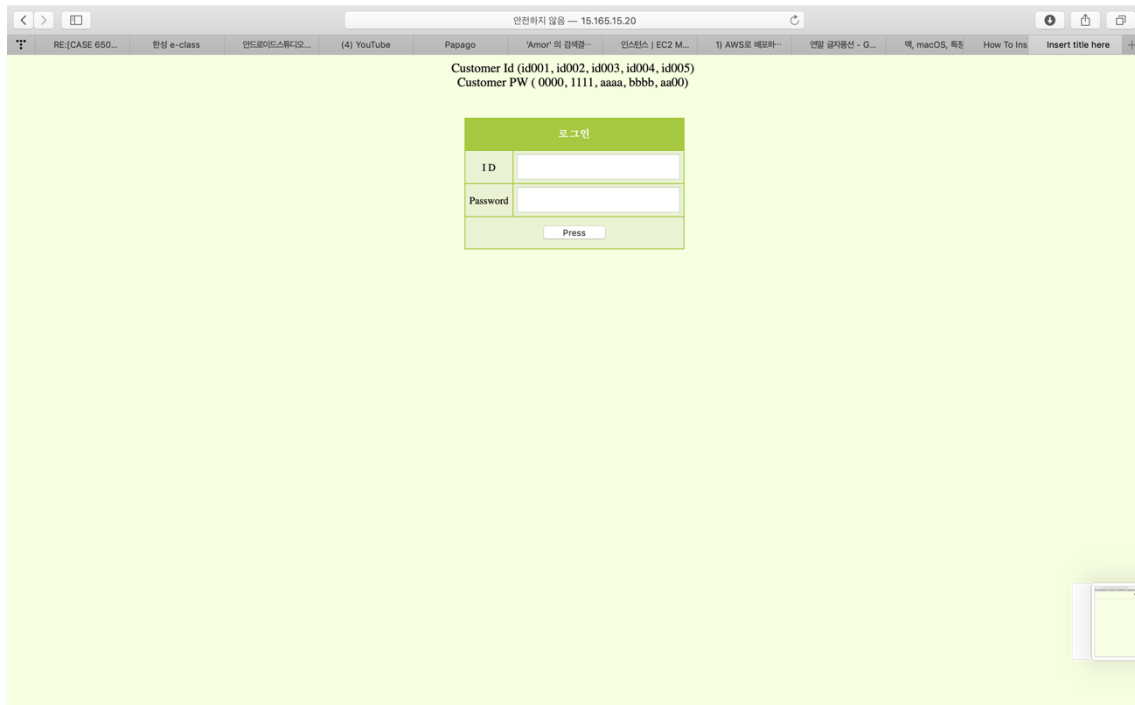 안전하지 않음 — 15.165.15.20
RE:[CASE 650... 한성 e-class 안드로이드스튜디오... (4) YouTube Papago 'Amor' 의 검색결... 인스턴스 | EC2 M... 1) AWS로 배포하... 연말 글자풍선 - G... 맥, macOS, 특징 How To Ins Insert title here
Customer Id (id001, id002, id003, id004, id005)
Customer PW ( 0000, 1111, aaaa, bbbb, aa00)
로그인
I D
Password
Press